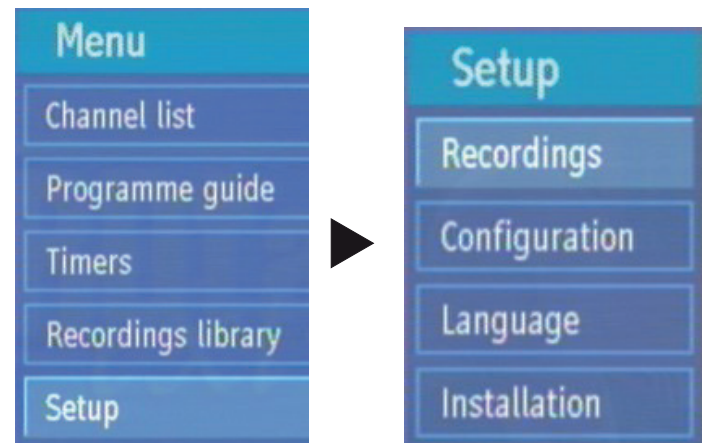 Menu
Channel list
Programme guide
Timers
Recordings library
Setup
Setup
Recordings
Configuration
Language
Installation